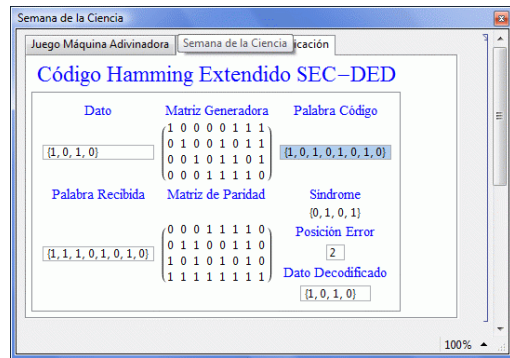 Semana de la Ciencia
Juego Máquina Adivinadora
Semana de la Ciencia
icación
Código Hamming Extendido SEC–DED
Dato
{1, 0, 1, 0}
Matriz Generadora
1 0 0 0 0 1 1 1
0 1 0 0 1 0 1 1
0 0 1 0 1 1 0 1
0 0 0 1 1 1 1 0
Palabra Código
{1, 0, 1, 0, 1, 0, 1, 0}
Palabra Recibida
{1, 1, 1, 0, 1, 0, 1, 0}
Matriz de Paridad
0 0 0 1 1 1 1 0
0 1 1 0 0 1 1 0
1 0 1 0 1 0 1 0
1 1 1 1 1 1 1 1
Sindrome
{0, 1, 0, 1}
Posición Error
2
Dato Decodificado
{1, 0, 1, 0}
100%